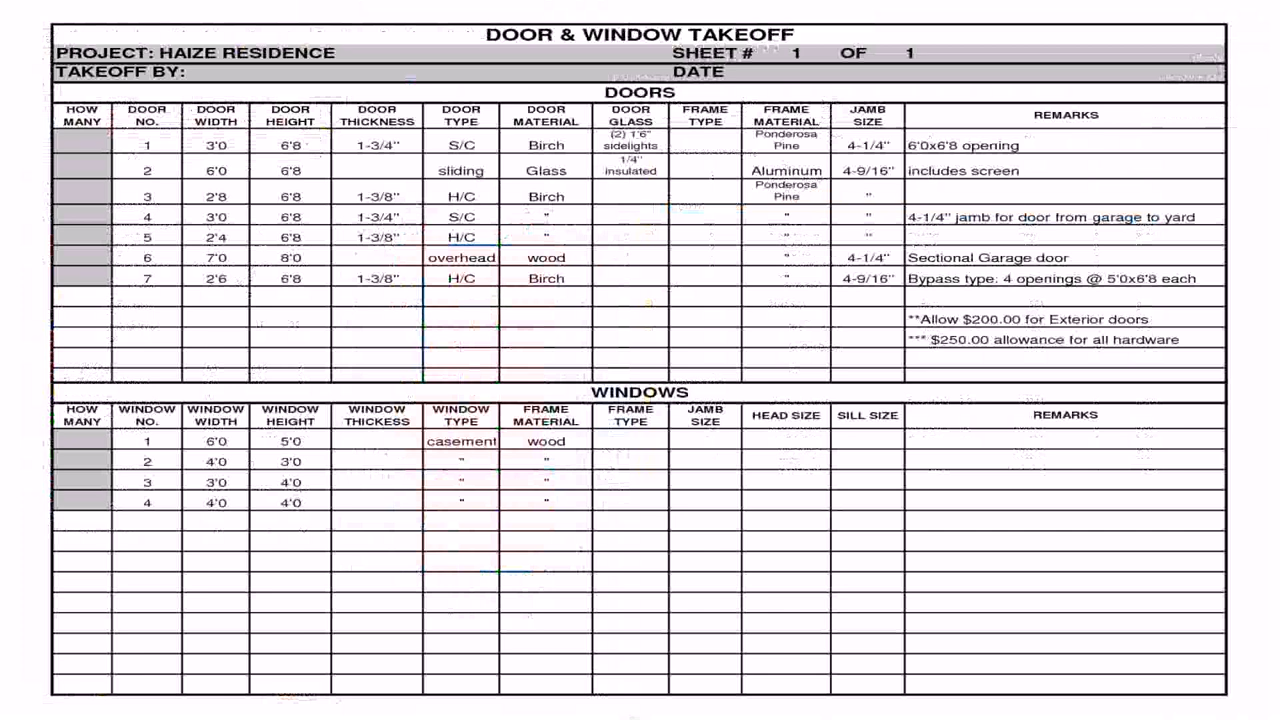 DOOR & WINDOW TAKEOFF
PROJECT: HAIZE RESIDENCE SHEET # 1 OF 1
TAKEOFF BY: DATE
DOORS
HOW MANY DOOR NO. DOOR WIDTH DOOR HEIGHT DOOR THICKNESS DOOR TYPE DOOR MATERIAL DOOR GLASS FRAME TYPE FRAME MATERIAL JAMB SIZE REMARKS
1 3'0 6'8 1-3/4" S/C Birch (2) 1'6" sidelights Ponderosa Pine 4-1/4" 6'0x6'8 opening
2 6'0 6'8 sliding Glass 1/4" insulated Aluminum 4-9/16" includes screen
3 2'8 6'8 1-3/8" H/C Birch Ponderosa Pine "
4 3'0 6'8 1-3/4" S/C " " " 4-1/4" jamb for door from garage to yard
5 2'4 6'8 1-3/8" H/C " " "
6 7'0 8'0 overhead wood " 4-1/4" Sectional Garage door
7 2'6 6'8 1-3/8" H/C Birch " 4-9/16" Bypass type: 4 openings @ 5'0x6'8 each
**Allow $200.00 for Exterior doors
*** $250.00 allowance for all hardware
WINDOWS
HOW MANY WINDOW NO. WINDOW WIDTH WINDOW HEIGHT WINDOW THICKESS WINDOW TYPE FRAME MATERIAL FRAME TYPE JAMB SIZE HEAD SIZE SILL SIZE REMARKS
1 6'0 5'0 casement wood
2 4'0 3'0 " "
3 3'0 4'0 " "
4 4'0 4'0 " "